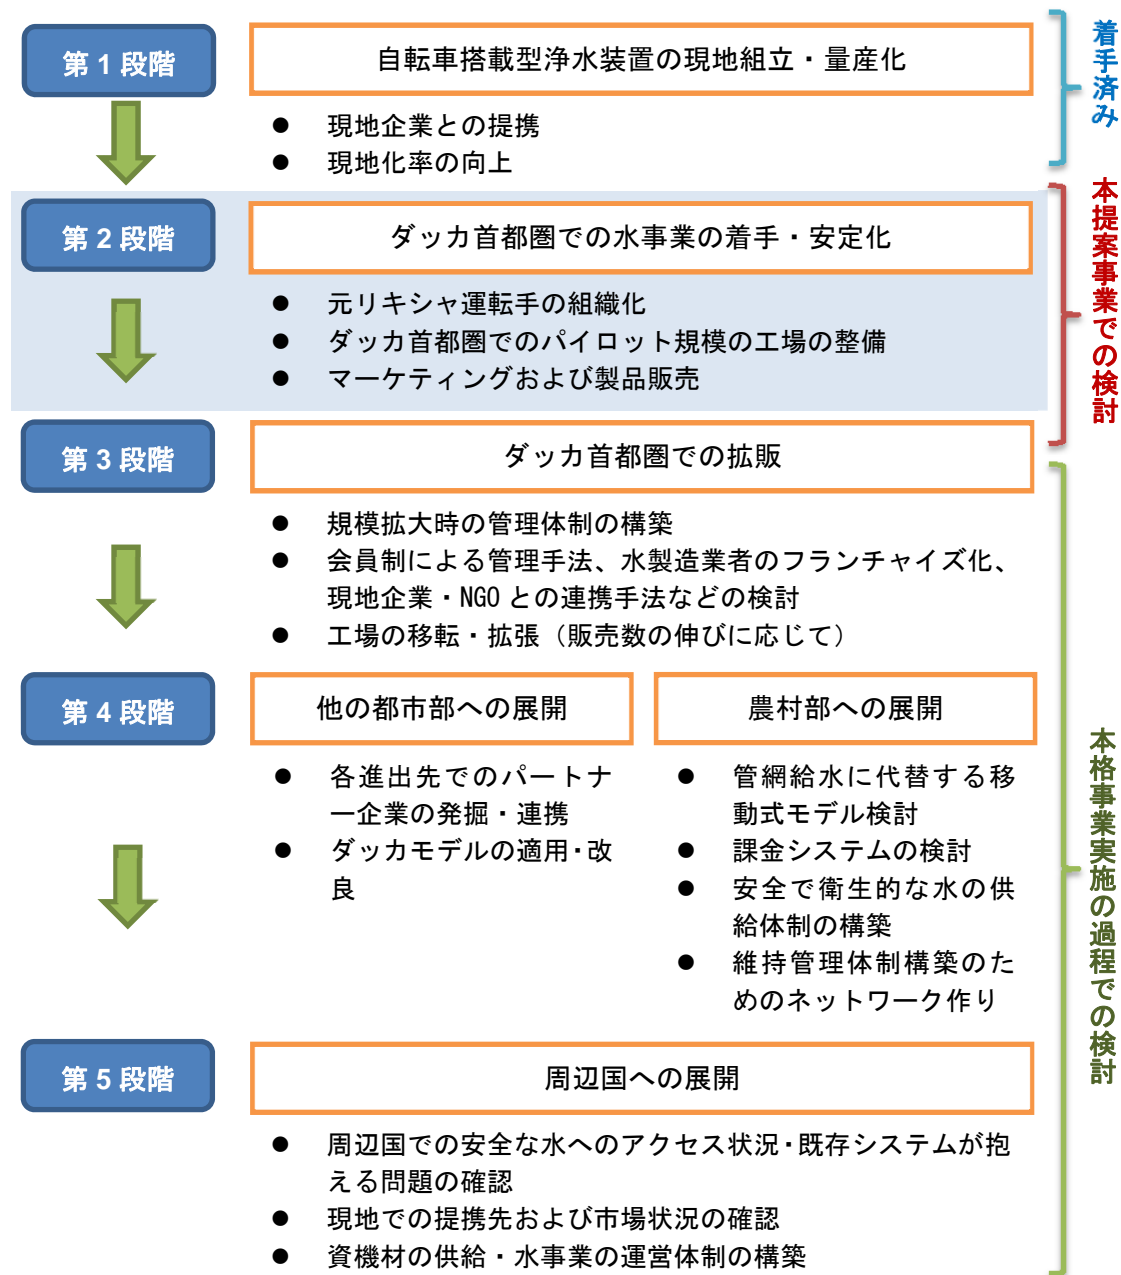 第1段階
自転車搭載型浄水装置の現地組立・量産化
● 現地企業との提携
● 現地化率の向上
着手済み
第2段階
ダッカ首都圏での水事業の着手・安定化
● 元リキシャ運転手の組織化
● ダッカ首都圏でのパイロット規模の工場の整備
● マーケティングおよび製品販売
本提案事業での検討
第3段階
ダッカ首都圏での拡販
● 規模拡大時の管理体制の構築
● 会員制による管理手法、水製造業者のフランチャイズ化、
現地企業・NGOとの連携手法などの検討
● 工場の移転・拡張（販売数の伸びに応じて）
第4段階
他の都市部への展開
● 各進出先でのパートナ
ー企業の発掘・連携
● ダッカモデルの適用・改
良
農村部への展開
● 管網給水に代替する移
動式モデル検討
● 課金システムの検討
● 安全で衛生的な水の供
給体制の構築
● 維持管理体制構築のた
めのネットワーク作り
第5段階
周辺国への展開
● 周辺国での安全な水へのアクセス状況・既存システムが抱
える問題の確認
● 現地での提携先および市場状況の確認
● 資機材の供給・水事業の運営体制の構築
本格事業実施の過程での検討